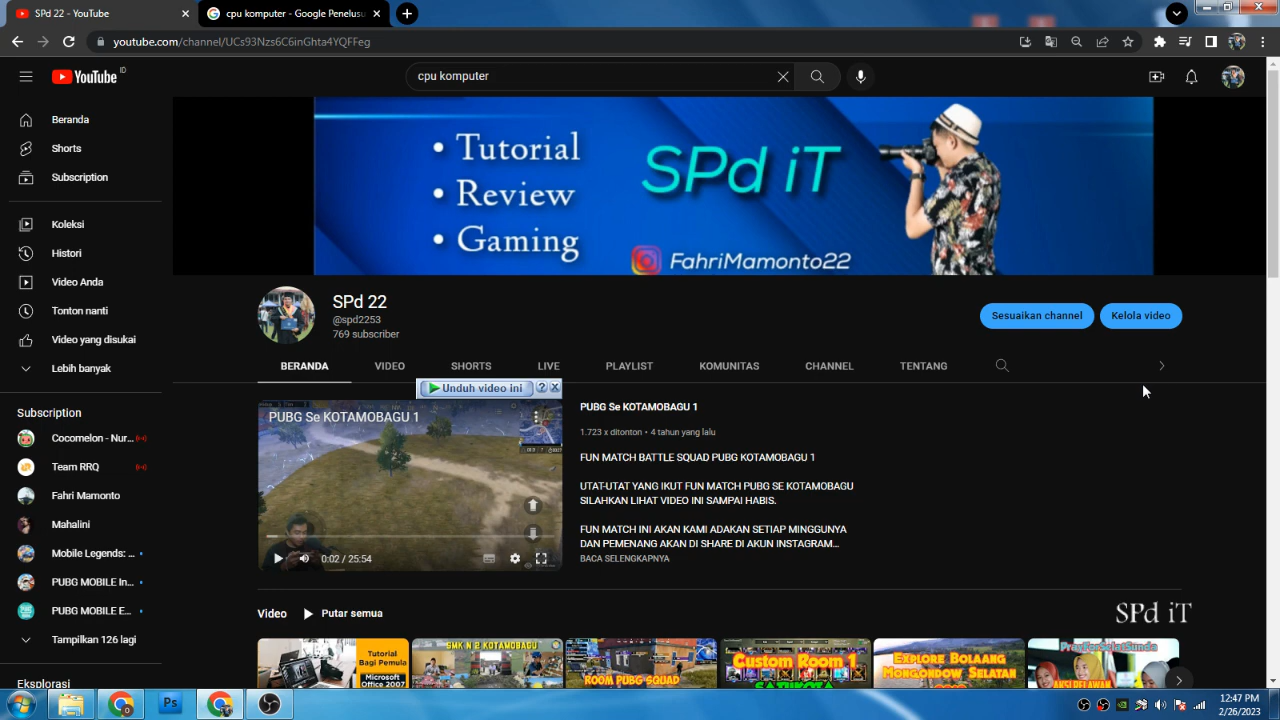 SPd 22 - YouTube
cpu komputer - Google Penelusu
youtube.com/channel/UCs93Nzs6C6inGhta4YQFFeg
YouTube ID
cpu komputer
Beranda
Shorts
Subscription
Koleksi
Histori
Video Anda
Tonton nanti
Video yang disukai
Lebih banyak
Subscription
Cocomelon - Nur...
Team RRQ
Fahri Mamonto
Mahalini
Mobile Legends: ...
PUBG MOBILE In...
PUBG MOBILE E...
Tampilkan 126 lagi
Eksplorasi
• Tutorial
• Review
• Gaming
SPd iT
FahriMamonto22
SPd 22
@spd2253
769 subscriber
Sesuaikan channel
Kelola video
BERANDA VIDEO SHORTS LIVE PLAYLIST KOMUNITAS CHANNEL TENTANG
Unduh video ini ? X
PUBG Se KOTAMOBAGU 1
0:02 / 25:54
PUBG Se KOTAMOBAGU 1
1.723 x ditonton • 4 tahun yang lalu
FUN MATCH BATTLE SQUAD PUBG KOTAMOBAGU 1
UTAT-UTAT YANG IKUT FUN MATCH PUBG SE KOTAMOBAGU
SILAHKAN LIHAT VIDEO INI SAMPAI HABIS.
FUN MATCH INI AKAN KAMI ADAKAN SETIAP MINGGUNYA
DAN PEMENANG AKAN DI SHARE DI AKUN INSTAGRAM...
BACA SELENGKAPNYA
Video
Putar semua
SPd iT
Tutorial
Bagi Pemula
Microsoft
Office 2007
SMK N 2 KOTAMOBAGU
ROOM PUBG SQUAD
Custom Room 1
EXPLORE BOLAANG
MONGONDOW SELATAN
PrayForSelatSunda
AKSI RELAWAN
Ps
12:47 PM
2/26/2023